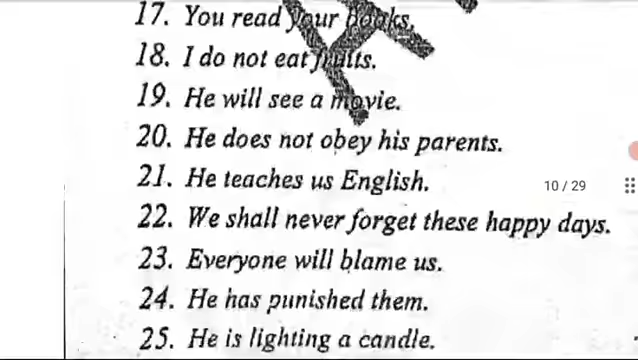 17. You read your books.
18. I do not eat fruits.
19. He will see a movie.
20. He does not obey his parents.
21. He teaches us English.
10 / 29
22. We shall never forget these happy days.
23. Everyone will blame us.
24. He has punished them.
25. He is lighting a candle.